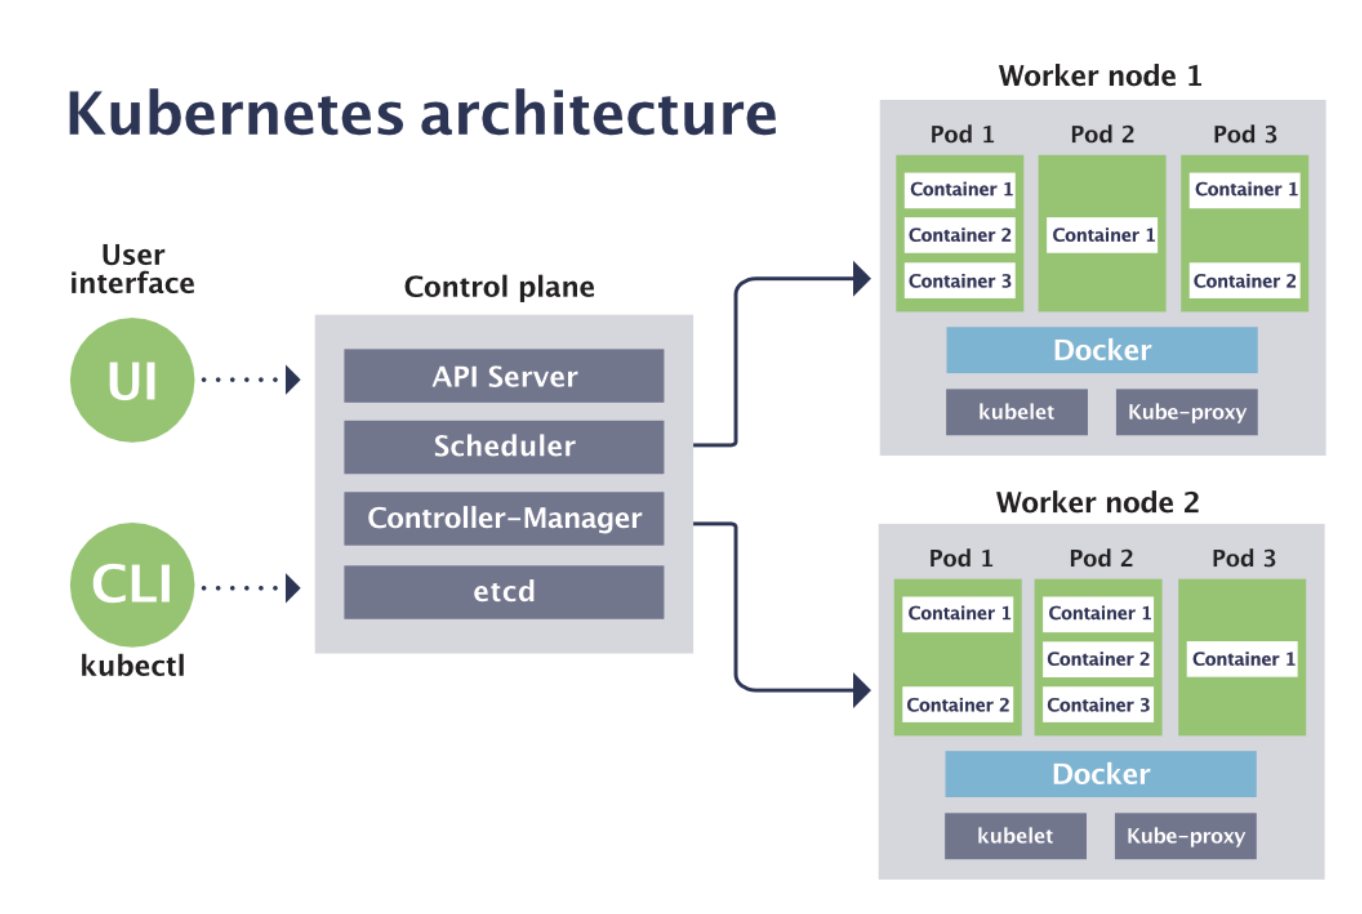 Kubernetes architecture
User
interface
UI
CLI
kubectl
Control plane
API Server
Scheduler
Controller-Manager
etcd
Worker node 1
Pod 1
Container 1
Container 2
Container 3
Pod 2
Container 1
Pod 3
Container 1
Container 2
Docker
kubelet
Kube-proxy
Worker node 2
Pod 1
Container 1
Container 2
Pod 2
Container 1
Container 2
Container 3
Pod 3
Container 1
Docker
kubelet
Kube-proxy